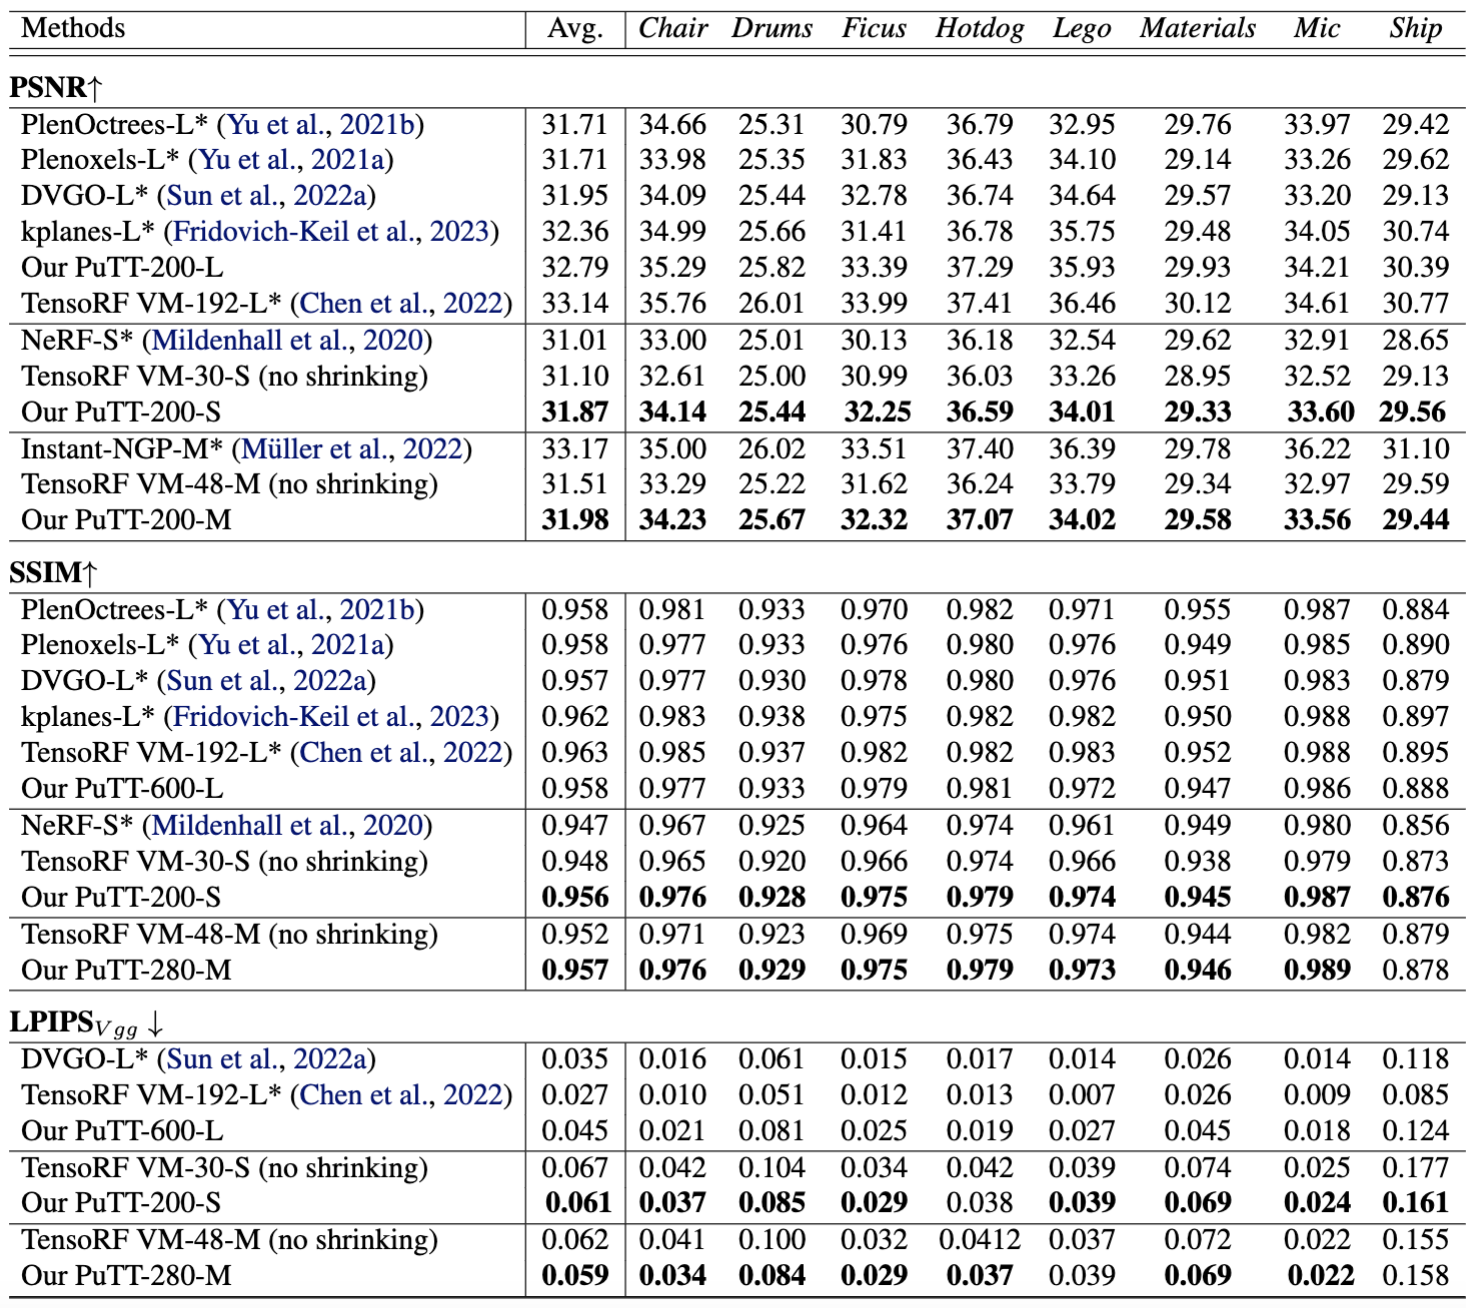 Methods Avg. Chair Drums Ficus Hotdog Lego Materials Mic Ship
PSNR↑
PlenOctrees-L* (Yu et al., 2021b) 31.71 34.66 25.31 30.79 36.79 32.95 29.76 33.97 29.42
Plenoxels-L* (Yu et al., 2021a) 31.71 33.98 25.35 31.83 36.43 34.10 29.14 33.26 29.62
DVGO-L* (Sun et al., 2022a) 31.95 34.09 25.44 32.78 36.74 34.64 29.57 33.20 29.13
kplanes-L* (Fridovich-Keil et al., 2023) 32.36 34.99 25.66 31.41 36.78 35.75 29.48 34.05 30.74
Our PuTT-200-L 32.79 35.29 25.82 33.39 37.29 35.93 29.93 34.21 30.39
TensoRF VM-192-L* (Chen et al., 2022) 33.14 35.76 26.01 33.99 37.41 36.46 30.12 34.61 30.77
NeRF-S* (Mildenhall et al., 2020) 31.01 33.00 25.01 30.13 36.18 32.54 29.62 32.91 28.65
TensoRF VM-30-S (no shrinking) 31.10 32.61 25.00 30.99 36.03 33.26 28.95 32.52 29.13
Our PuTT-200-S 31.87 34.14 25.44 32.25 36.59 34.01 29.33 33.60 29.56
Instant-NGP-M* (Müller et al., 2022) 33.17 35.00 26.02 33.51 37.40 36.39 29.78 36.22 31.10
TensoRF VM-48-M (no shrinking) 31.51 33.29 25.22 31.62 36.24 33.79 29.34 32.97 29.59
Our PuTT-200-M 31.98 34.23 25.67 32.32 37.07 34.02 29.58 33.56 29.44
SSIM↑
PlenOctrees-L* (Yu et al., 2021b) 0.958 0.981 0.933 0.970 0.982 0.971 0.955 0.987 0.884
Plenoxels-L* (Yu et al., 2021a) 0.958 0.977 0.933 0.976 0.980 0.976 0.949 0.985 0.890
DVGO-L* (Sun et al., 2022a) 0.957 0.977 0.930 0.978 0.980 0.976 0.951 0.983 0.879
kplanes-L* (Fridovich-Keil et al., 2023) 0.962 0.983 0.938 0.975 0.982 0.982 0.950 0.988 0.897
TensoRF VM-192-L* (Chen et al., 2022) 0.963 0.985 0.937 0.982 0.982 0.983 0.952 0.988 0.895
Our PuTT-600-L 0.958 0.977 0.933 0.979 0.981 0.972 0.947 0.986 0.888
NeRF-S* (Mildenhall et al., 2020) 0.947 0.967 0.925 0.964 0.974 0.961 0.949 0.980 0.856
TensoRF VM-30-S (no shrinking) 0.948 0.965 0.920 0.966 0.974 0.966 0.938 0.979 0.873
Our PuTT-200-S 0.956 0.976 0.928 0.975 0.979 0.974 0.945 0.987 0.876
TensoRF VM-48-M (no shrinking) 0.952 0.971 0.923 0.969 0.975 0.974 0.944 0.982 0.879
Our PuTT-280-M 0.957 0.976 0.929 0.975 0.979 0.973 0.946 0.989 0.878
LPIPS_Vgg ↓
DVGO-L* (Sun et al., 2022a) 0.035 0.016 0.061 0.015 0.017 0.014 0.026 0.014 0.118
TensoRF VM-192-L* (Chen et al., 2022) 0.027 0.010 0.051 0.012 0.013 0.007 0.026 0.009 0.085
Our PuTT-600-L 0.045 0.021 0.081 0.025 0.019 0.027 0.045 0.018 0.124
TensoRF VM-30-S (no shrinking) 0.067 0.042 0.104 0.034 0.042 0.039 0.074 0.025 0.177
Our PuTT-200-S 0.061 0.037 0.085 0.029 0.038 0.039 0.069 0.024 0.161
TensoRF VM-48-M (no shrinking) 0.062 0.041 0.100 0.032 0.0412 0.037 0.072 0.022 0.155
Our PuTT-280-M 0.059 0.034 0.084 0.029 0.037 0.039 0.069 0.022 0.158